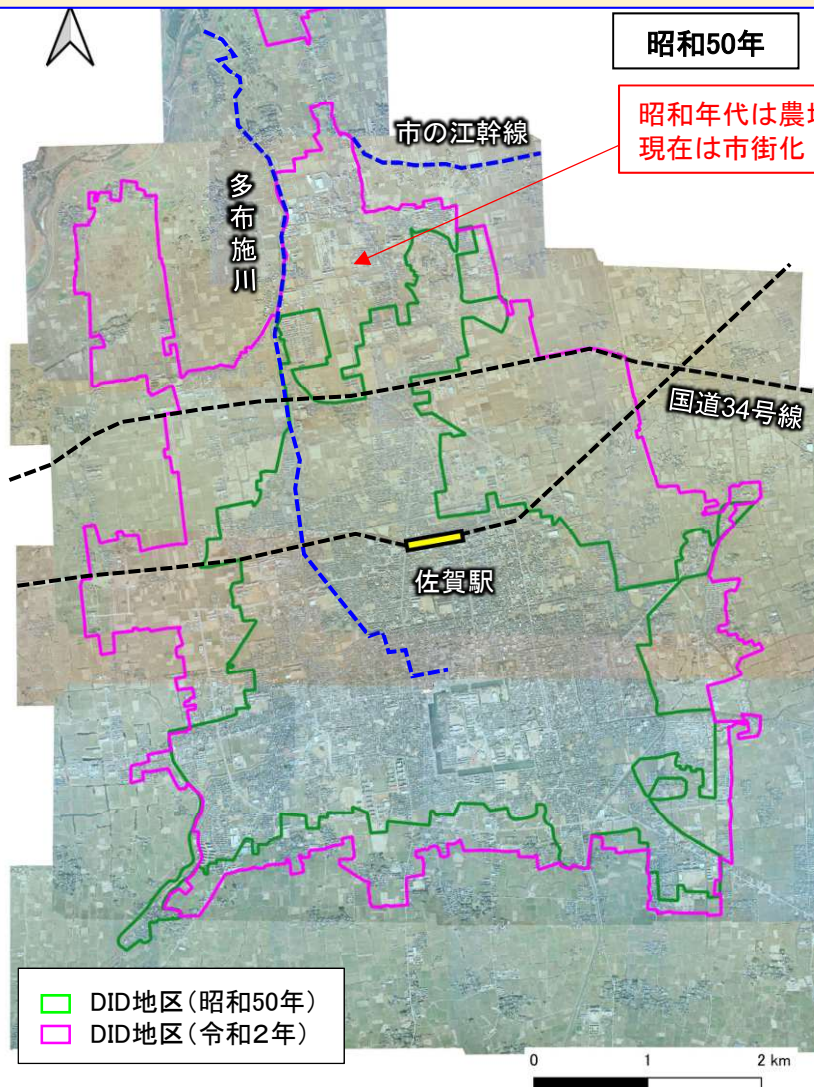 昭和50年
昭和年代は農
現在は市街化
市の江幹線
多布施川
国道34号線
佐賀駅
DID地区(昭和50年)
DID地区(令和2年)
0 1 2 km